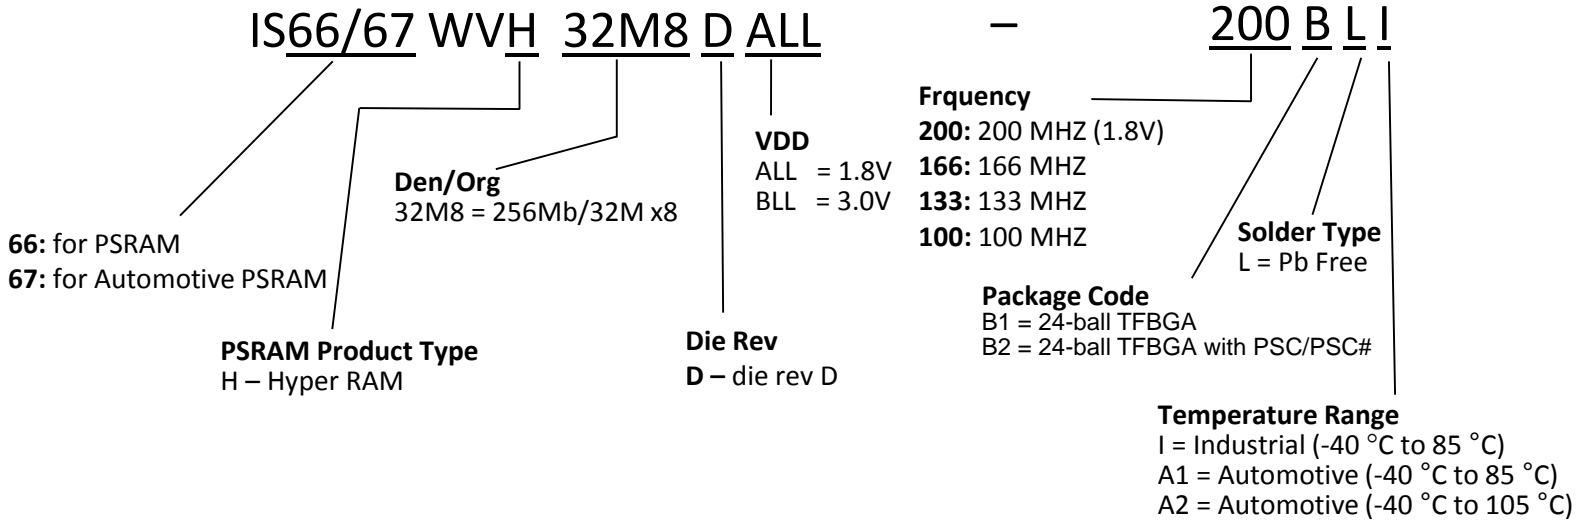 IS66/67 WVH 32M8 D ALL – 200 B L I
Frquency
200: 200 MHZ (1.8V)
166: 166 MHZ
133: 133 MHZ
100: 100 MHZ
VDD
ALL = 1.8V
BLL = 3.0V
Den/Org
32M8 = 256Mb/32M x8
66: for PSRAM
67: for Automotive PSRAM
Solder Type
L = Pb Free
Package Code
B1 = 24-ball TFBGA
B2 = 24-ball TFBGA with PSC/PSC#
PSRAM Product Type
H – Hyper RAM
Die Rev
D – die rev D
Temperature Range
I = Industrial (-40 °C to 85 °C)
A1 = Automotive (-40 °C to 85 °C)
A2 = Automotive (-40 °C to 105 °C)